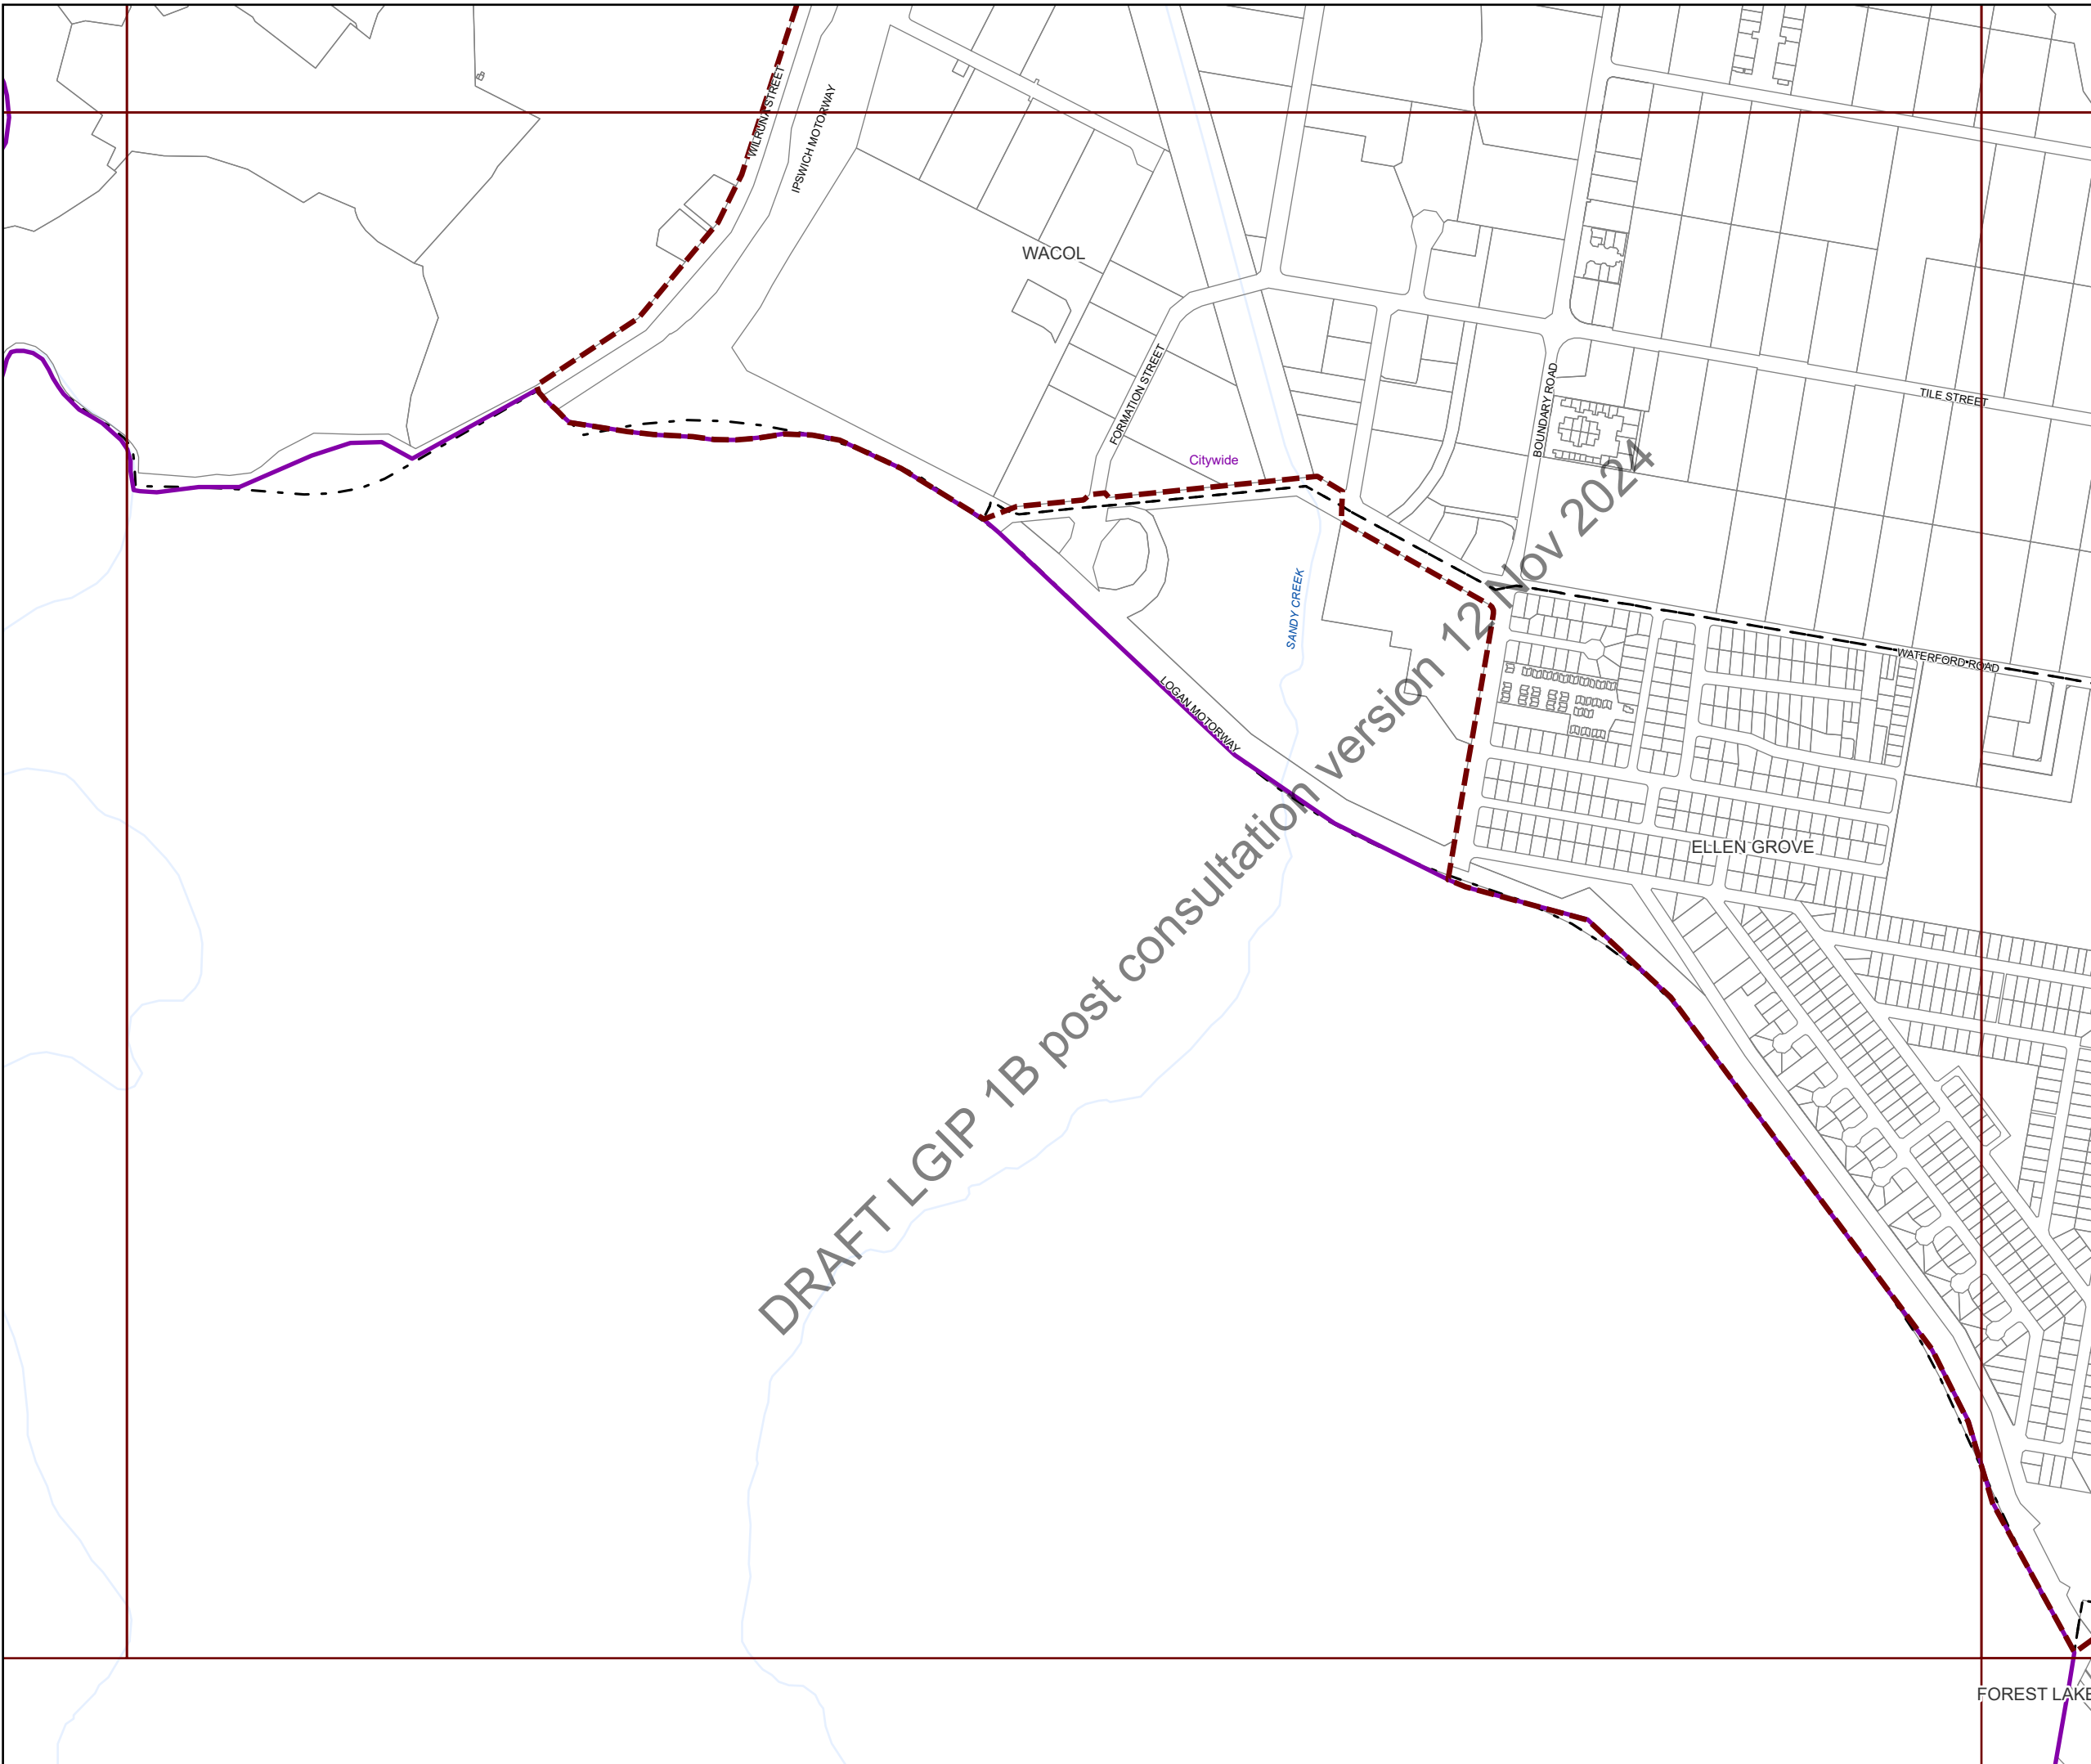 WILRUNA STREET
IPSWICH MOTORWAY
WACOL
FORMATION STREET
BOUNDARY ROAD
TILE STREET
Citywide
SANDY CREEK
WATERFORD ROAD
LOGAN MOTORWAY
ELLEN GROVE
DRAFT LGIP 1B post consultation version 12 Nov 2024
FOREST LAKE